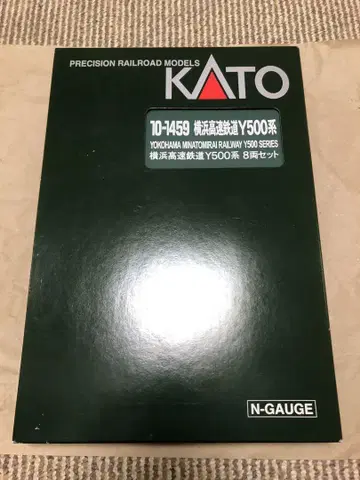 PRECISION RAILROAD MODELS
KATO
10-1459 横浜高速鉄道Y500系
YOKOHAMA MINATOMIRAI RAILWAY Y500 SERIES
横浜高速鉄道Y500系 8両セット
N-GAUGE